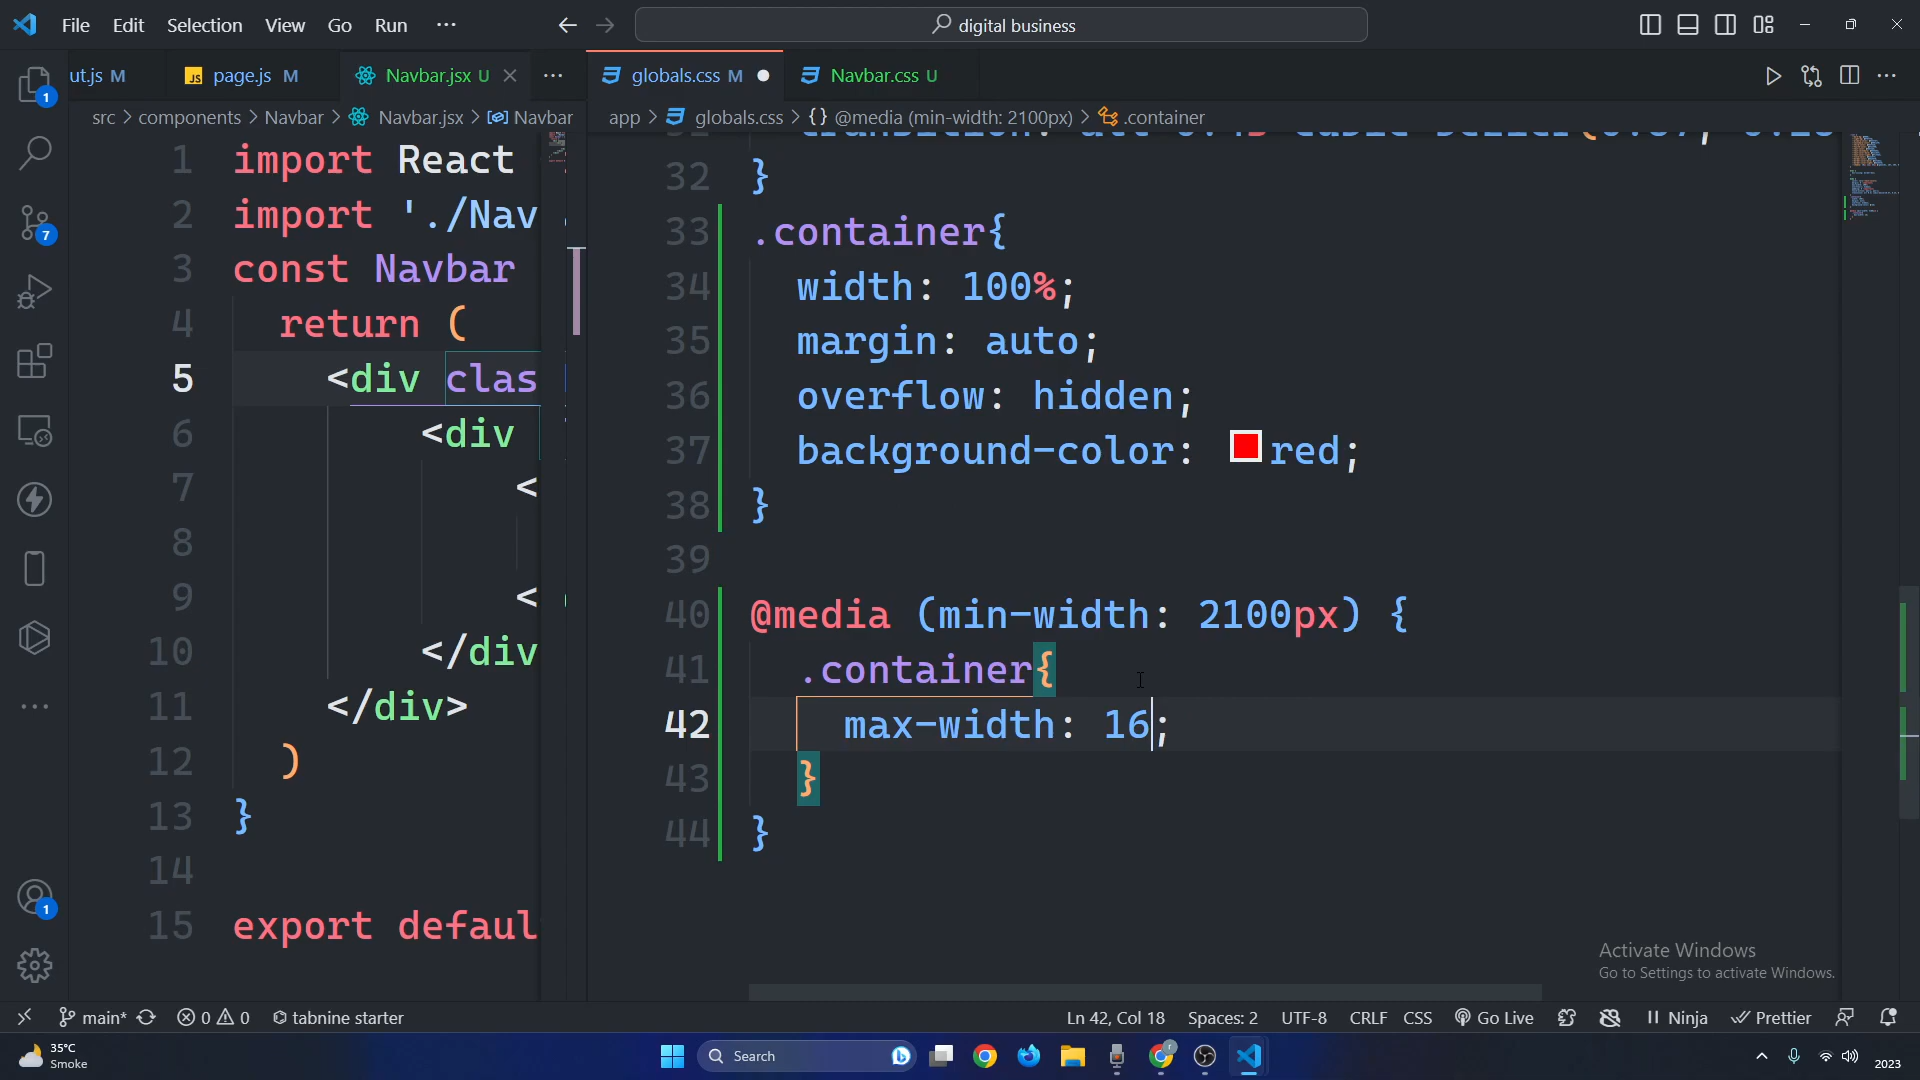 File Edit Selection View Go Run ...
digital business
ut.js M
page.js M
Navbar.jsx U
globals.css M
Navbar.css U
src > components > Navbar > Navbar.jsx > Navbar
app > globals.css > {} @media (min-width: 2100px) > .container
1 import React
2 import './Nav
3 const Navbar
4 return (
5 <div clas
6 <div
7 <
8
9 <
10 </div
11 </div>
12 )
13 }
14
15 export defaul
32 }
33 .container{
34 width: 100%;
35 margin: auto;
36 overflow: hidden;
37 background-color: red;
38 }
39
40 @media (min-width: 2100px) {
41 .container{
42 max-width: 16;
43 }
44 }
1
7
1
Activate Windows
Go to Settings to activate Windows.
main* 0 0 tabnine starter
Ln 42, Col 18 Spaces: 2 UTF-8 CRLF CSS Go Live Ninja Prettier
35°C
Smoke
Search
2023